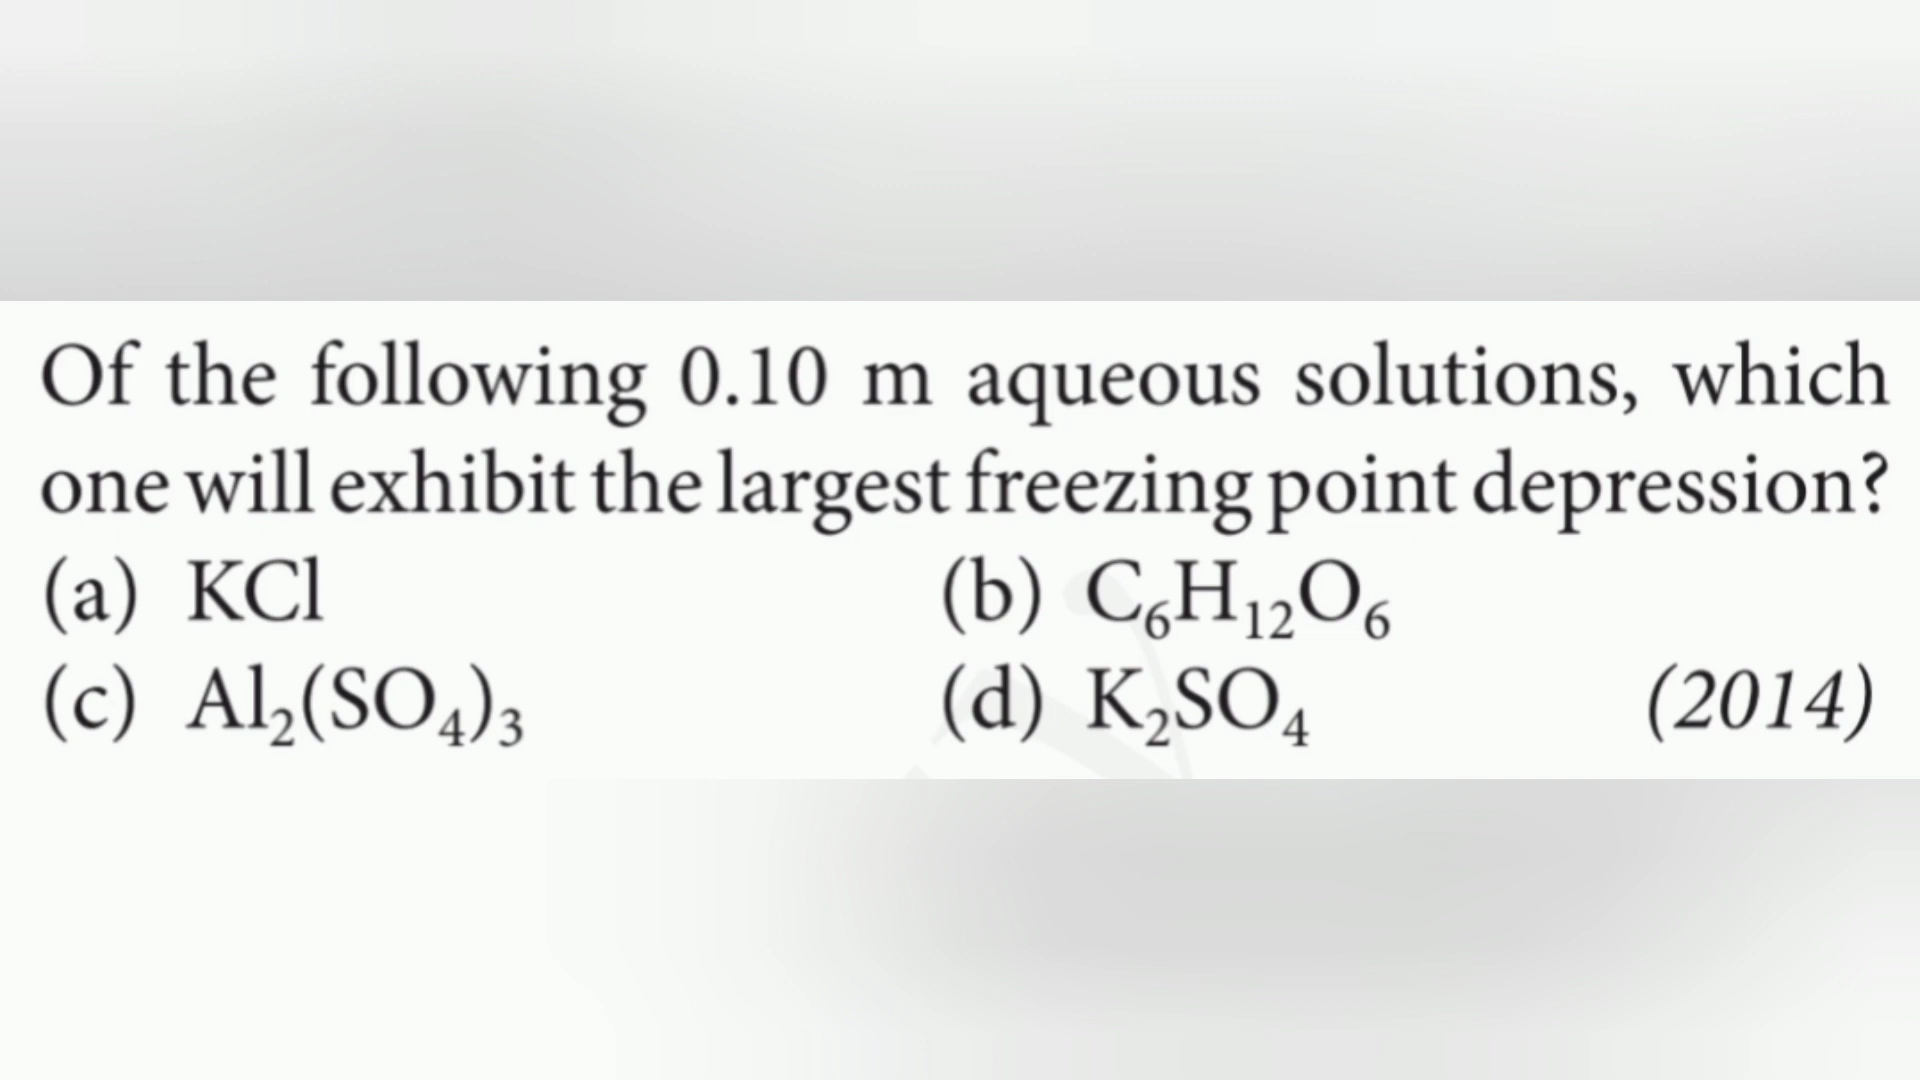 Of the following 0.10 m aqueous solutions, which
one will exhibit the largest freezing point depression?
(a) KCl (b) C₆H₁₂O₆
(c) Al₂(SO₄)₃ (d) K₂SO₄ (2014)